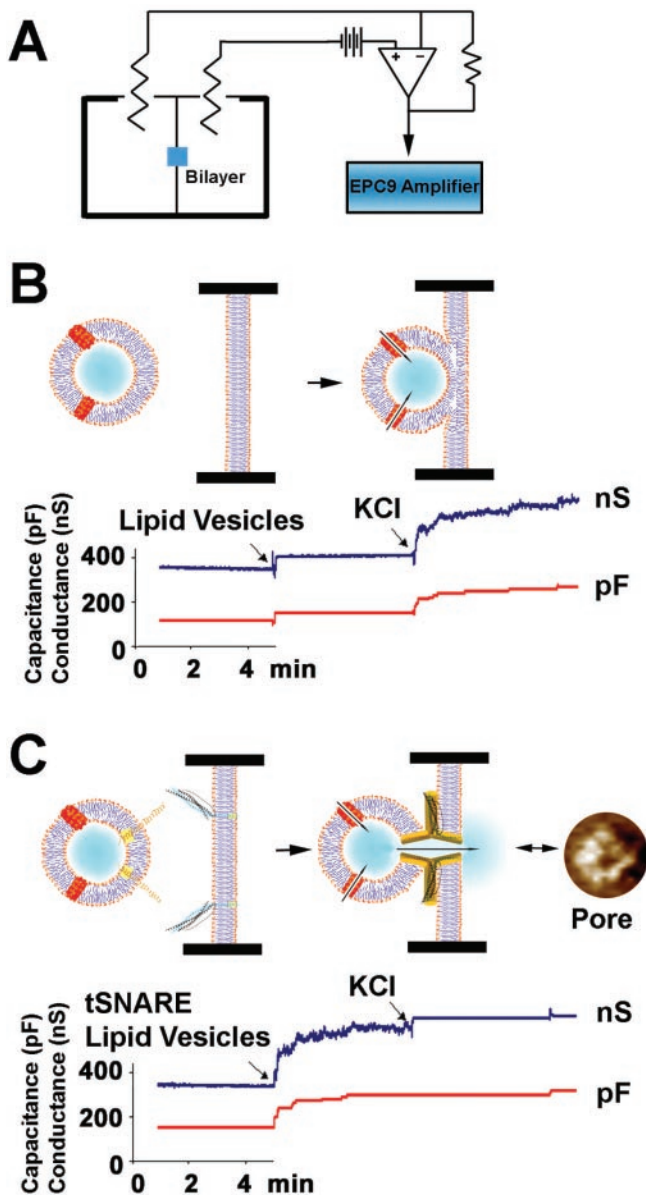 A
+ −
Bilayer
EPC9 Amplifier
B
Lipid Vesicles
KCl
nS
pF
Capacitance (pF)
Conductance (nS)
400
200
0
0 2 4 min
C
Pore
tSNARE
Lipid Vesicles
KCl
nS
pF
Capacitance (pF)
Conductance (nS)
400
200
0
0 2 4 min